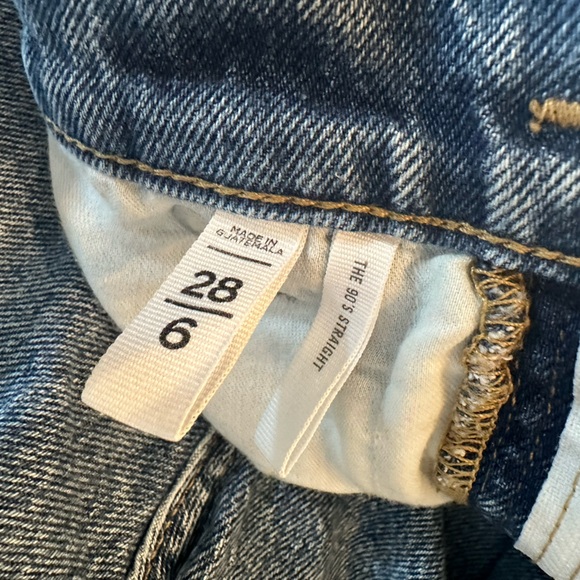 MADE IN
GUATEMALA
28
6
THE 90'S STRAIGHT